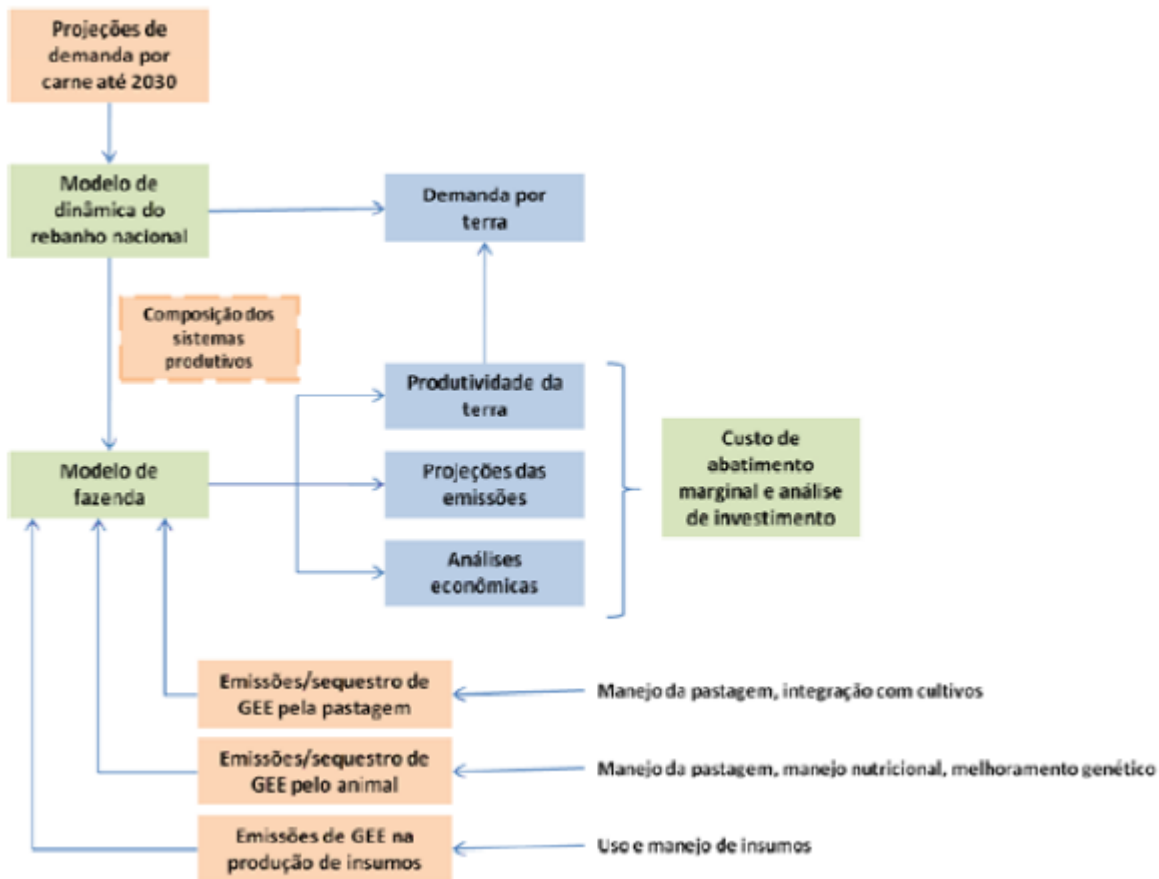 Projeções de
demanda por
carne até 2030
Modelo de
dinâmica do
rebanho nacional
Demanda por
terra
Composição dos
sistemas
produtivos
Produtividade da
terra
Modelo de
fazenda
Projeções das
emissões
Custo de
abatimento
marginal e análise
de investimento
Análises
econômicas
Emissões/sequestro de
GEE pela pastagem
Manejo da pastagem, integração com cultivos
Emissões/sequestro de
GEE pelo animal
Manejo da pastagem, manejo nutricional, melhoramento genético
Emissões de GEE na
produção de insumos
Uso e manejo de insumos